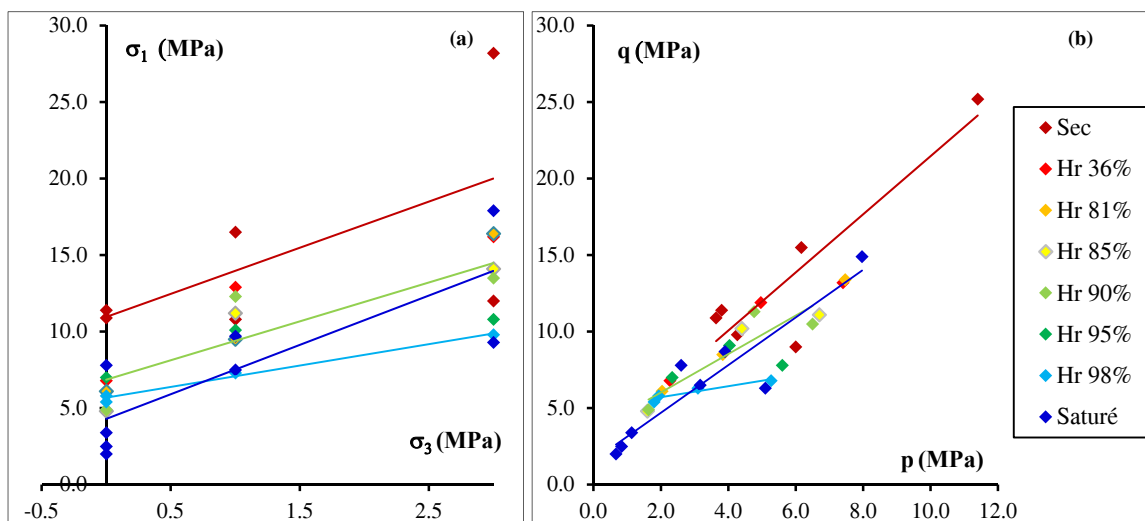 σ1 (MPa)
(a)
30.0
25.0
20.0
15.0
10.0
5.0
0.0
σ3 (MPa)
-0.5 0.5 1.5 2.5
q (MPa)
(b)
30.0
25.0
20.0
15.0
10.0
5.0
0.0
p (MPa)
0.0 2.0 4.0 6.0 8.0 10.0 12.0
Sec
Hr 36%
Hr 81%
Hr 85%
Hr 90%
Hr 95%
Hr 98%
Saturé